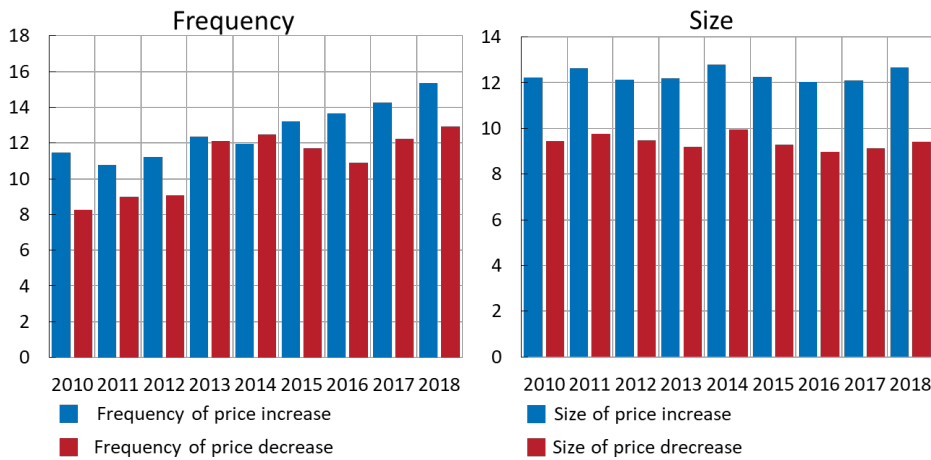 Frequency
18
16
14
12
10
8
6
4
2
0
2010 2011 2012 2013 2014 2015 2016 2017 2018
Frequency of price increase
Frequency of price decrease
Size
14
12
10
8
6
4
2
0
2010 2011 2012 2013 2014 2015 2016 2017 2018
Size of price increase
Size of price drecrease